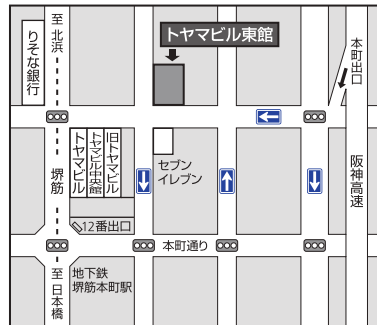 至 北浜
りそな銀行
トヤマビル東館
本町出口
堺筋
トヤマビル
トヤマビル中央館
旧トヤマビル
セブン
イレブン
阪神高速
12番出口
本町通り
至 日本橋
地下鉄
堺筋本町駅